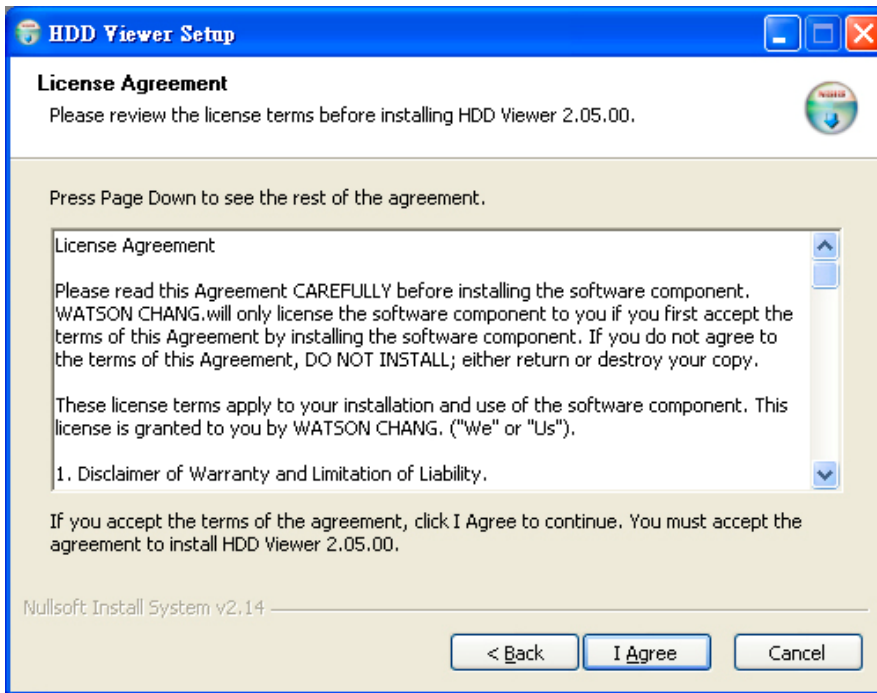 HDD Viewer Setup
License Agreement
Please review the license terms before installing HDD Viewer 2.05.00.
NSIS
Press Page Down to see the rest of the agreement.
License Agreement
Please read this Agreement CAREFULLY before installing the software component.
WATSON CHANG.will only license the software component to you if you first accept the
terms of this Agreement by installing the software component. If you do not agree to
the terms of this Agreement, DO NOT INSTALL; either return or destroy your copy.
These license terms apply to your installation and use of the software component. This
license is granted to you by WATSON CHANG. ("We" or "Us").
1. Disclaimer of Warranty and Limitation of Liability.
If you accept the terms of the agreement, click I Agree to continue. You must accept the
agreement to install HDD Viewer 2.05.00.
Nullsoft Install System v2.14
< Back I Agree Cancel